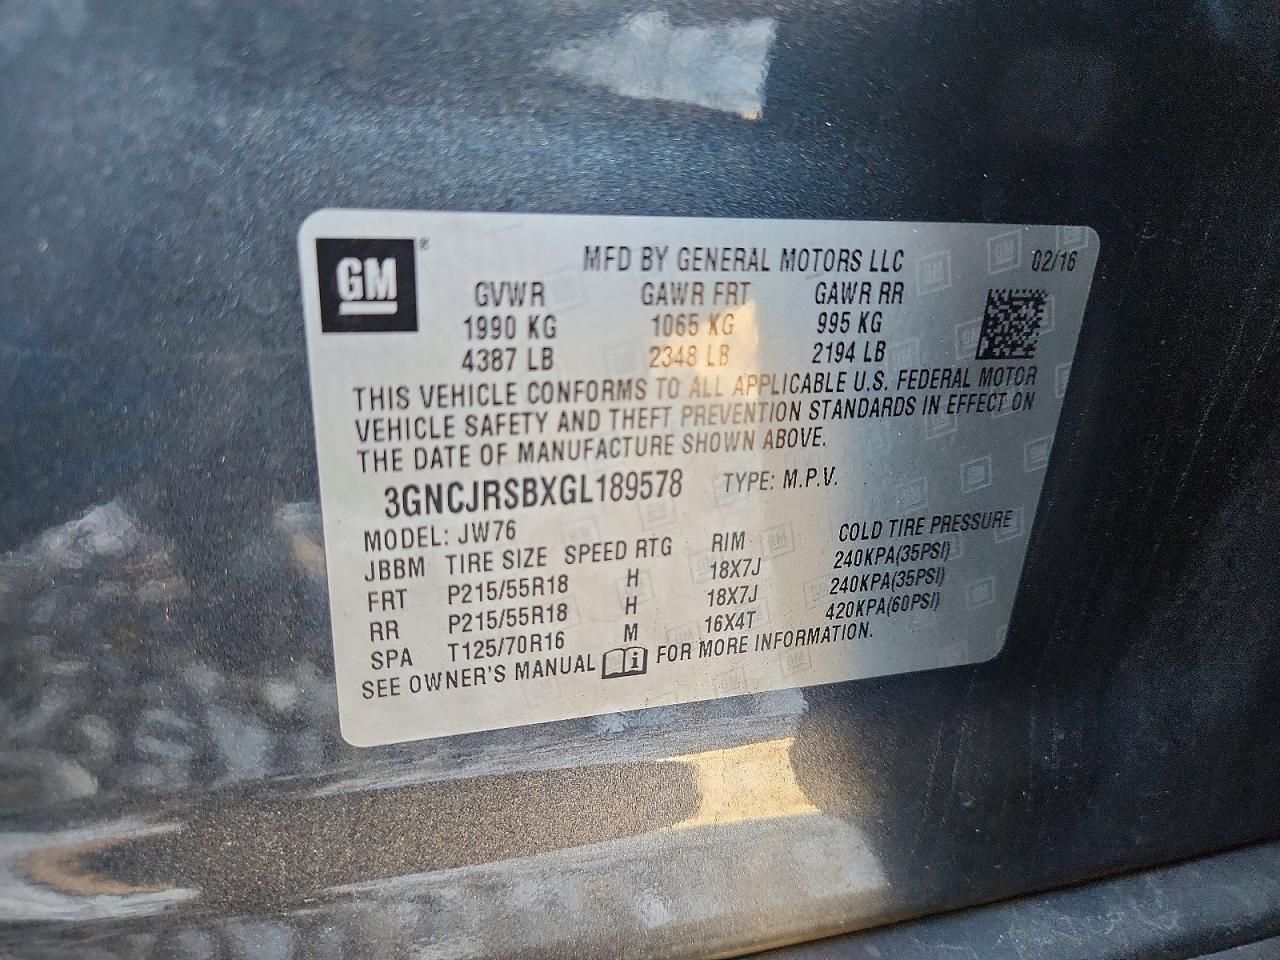 GM ®
MFD BY GENERAL MOTORS LLC 02/16
GVWR GAWR FRT GAWR RR
1990 KG 1065 KG 995 KG
4387 LB 2348 LB 2194 LB
THIS VEHICLE CONFORMS TO ALL APPLICABLE U.S. FEDERAL MOTOR
VEHICLE SAFETY AND THEFT PREVENTION STANDARDS IN EFFECT ON
THE DATE OF MANUFACTURE SHOWN ABOVE.
3GNCJRSBXGL189578 TYPE: M.P.V.
MODEL: JW76
JBBM TIRE SIZE SPEED RTG RIM COLD TIRE PRESSURE
FRT P215/55R18 H 18X7J 240KPA(35PSI)
RR P215/55R18 H 18X7J 240KPA(35PSI)
SPA T125/70R16 M 16X4T 420KPA(60PSI)
SEE OWNER'S MANUAL i FOR MORE INFORMATION.